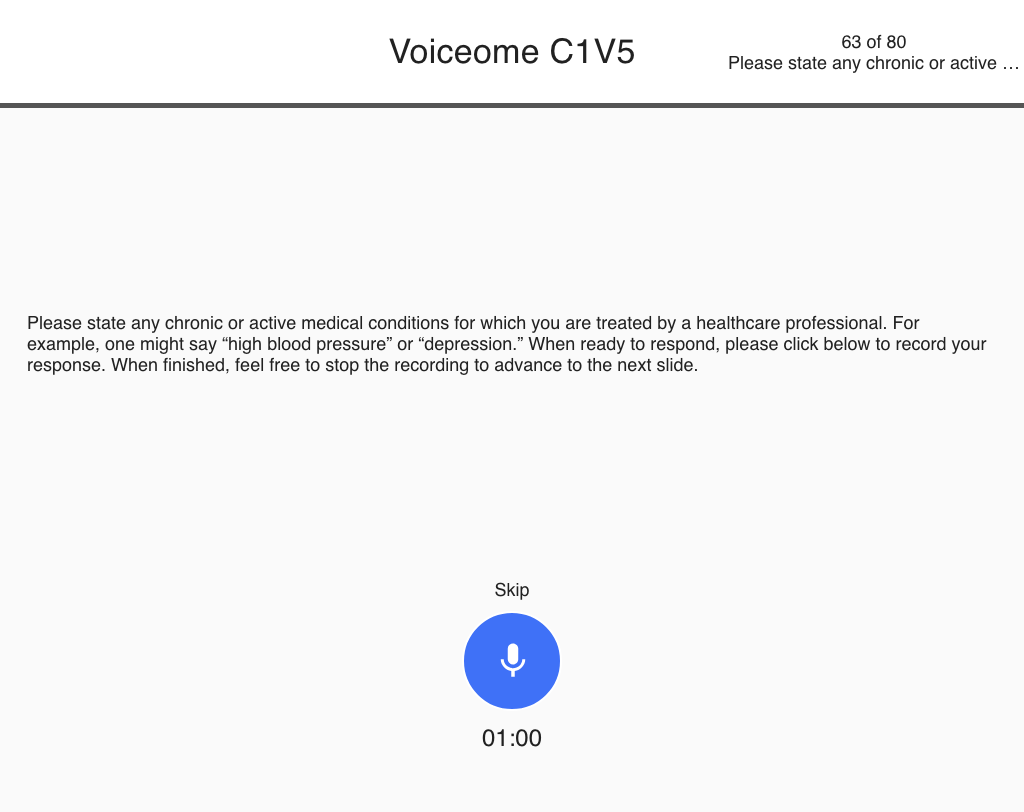 Voiceome C1V5
63 of 80
Please state any chronic or active …
Please state any chronic or active medical conditions for which you are treated by a healthcare professional. For
example, one might say “high blood pressure” or “depression.” When ready to respond, please click below to record your
response. When finished, feel free to stop the recording to advance to the next slide.
Skip
01:00